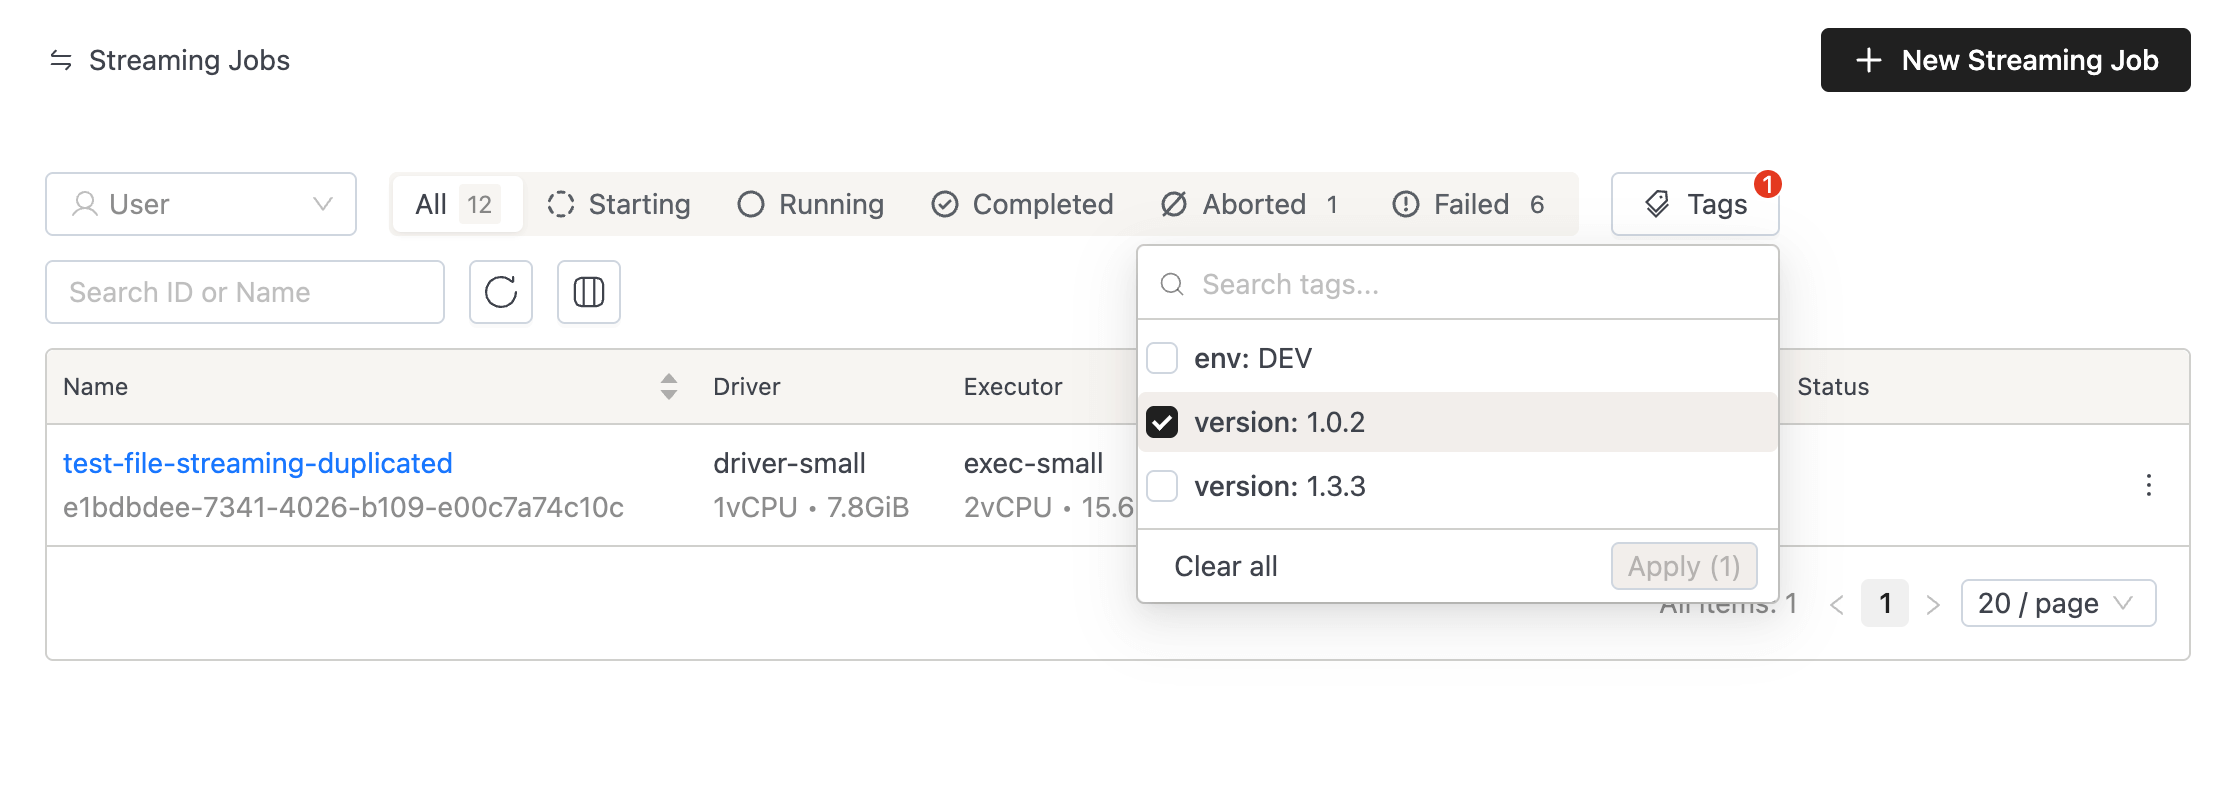 Streaming Jobs
New Streaming Job
User
All 12
Starting
Running
Completed
Aborted 1
Failed 6
Tags 1
Search ID or Name
Search tags...
env: DEV
version: 1.0.2
version: 1.3.3
Clear all
Apply (1)
Name
Driver
Executor
Status
test-file-streaming-duplicated
driver-small
exec-small
e1bdbdee-7341-4026-b109-e00c7a74c10c
1vCPU • 7.8GiB
2vCPU • 15.6
All items: 1
1
20 / page